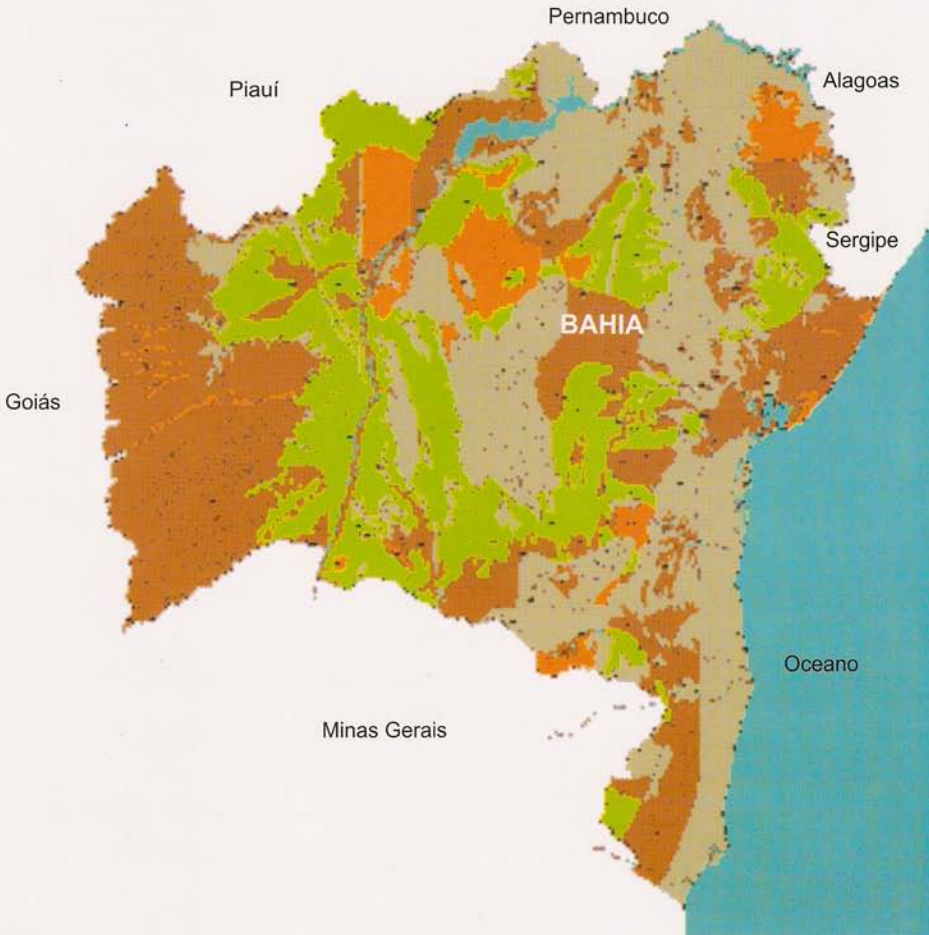 Pernambuco
Piauí
Alagoas
Sergipe
BAHIA
Goiás
Oceano
Minas Gerais